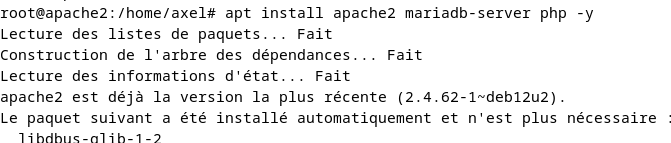 root@apache2:/home/axel# apt install apache2 mariadb-server php -y
Lecture des listes de paquets... Fait
Construction de l'arbre des dépendances... Fait
Lecture des informations d'état... Fait
apache2 est déjà la version la plus récente (2.4.62-1~deb12u2).
Le paquet suivant a été installé automatiquement et n'est plus nécessaire :
  libdbus-glib-1-2